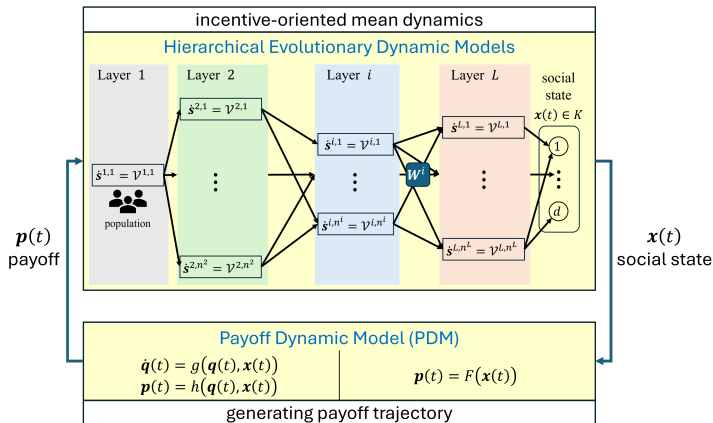 incentive-oriented mean dynamics
Hierarchical Evolutionary Dynamic Models
Layer 1
Layer 2
Layer i
Layer L
social
state
x(t) ∈ K
ṡ^{1,1} = 𝒱^{1,1}
population
ṡ^{2,1} = 𝒱^{2,1}
⋮
ṡ^{2,n^2} = 𝒱^{2,n^2}
ṡ^{i,1} = 𝒱^{i,1}
⋮
ṡ^{i,n^i} = 𝒱^{i,n^i}
W^i
ṡ^{L,1} = 𝒱^{L,1}
⋮
ṡ^{L,n^L} = 𝒱^{L,n^L}
1
⋮
d
p(t)
payoff
x(t)
social state
Payoff Dynamic Model (PDM)
q̇(t) = g(q(t), x(t))
p(t) = h(q(t), x(t))
p(t) = F(x(t))
generating payoff trajectory